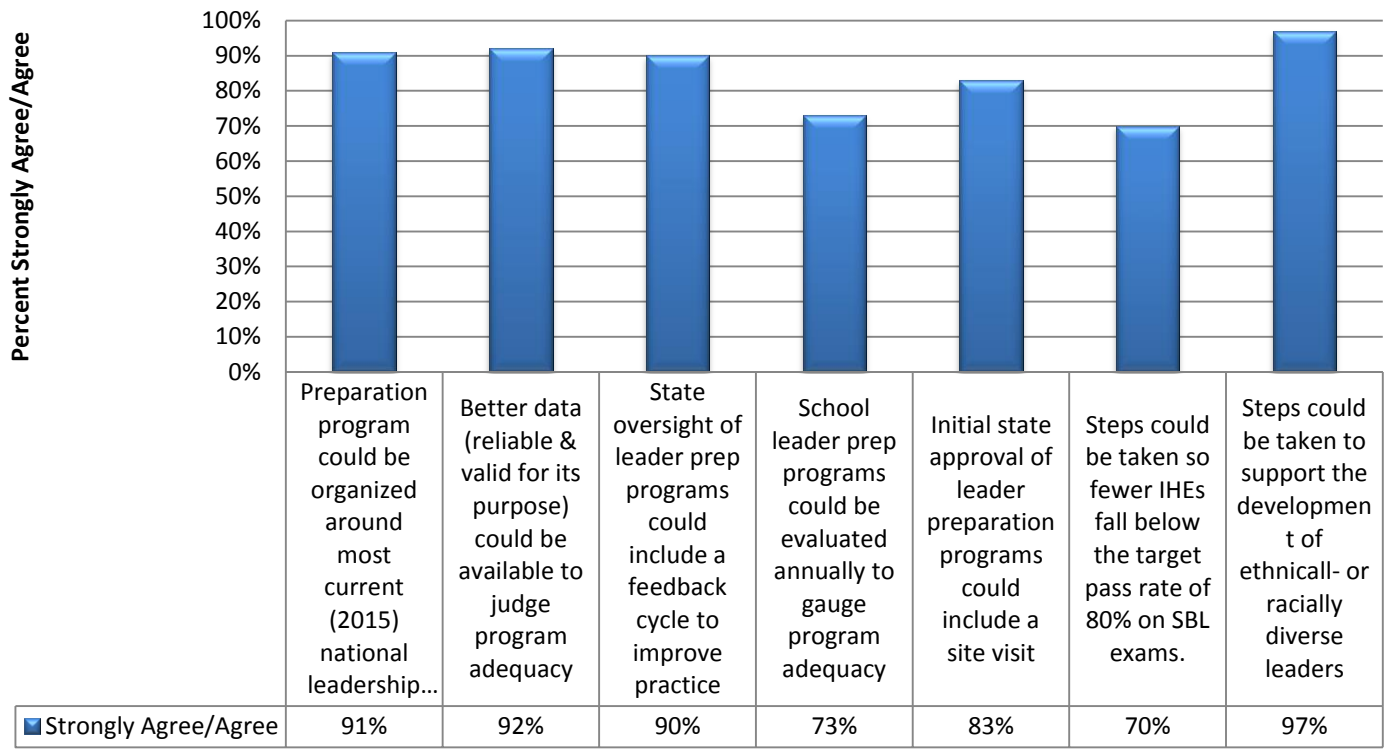 Percent Strongly Agree/Agree
100%
90%
80%
70%
60%
50%
40%
30%
20%
10%
0%
Preparation
program
could be
organized
around
most
current
(2015)
national
leadership…
Better data
(reliable &
valid for its
purpose)
could be
available to
judge
program
adequacy
State
oversight of
leader prep
programs
could
include a
feedback
cycle to
improve
practice
School
leader prep
programs
could be
evaluated
annually to
gauge
program
adequacy
Initial state
approval of
leader
preparation
programs
could
include a
site visit
Steps could
be taken so
fewer IHEs
fall below
the target
pass rate of
80% on SBL
exams.
Steps could
be taken to
support the
developmen
t of
ethnicall- or
racially
diverse
leaders
Strongly Agree/Agree 91% 92% 90% 73% 83% 70% 97%